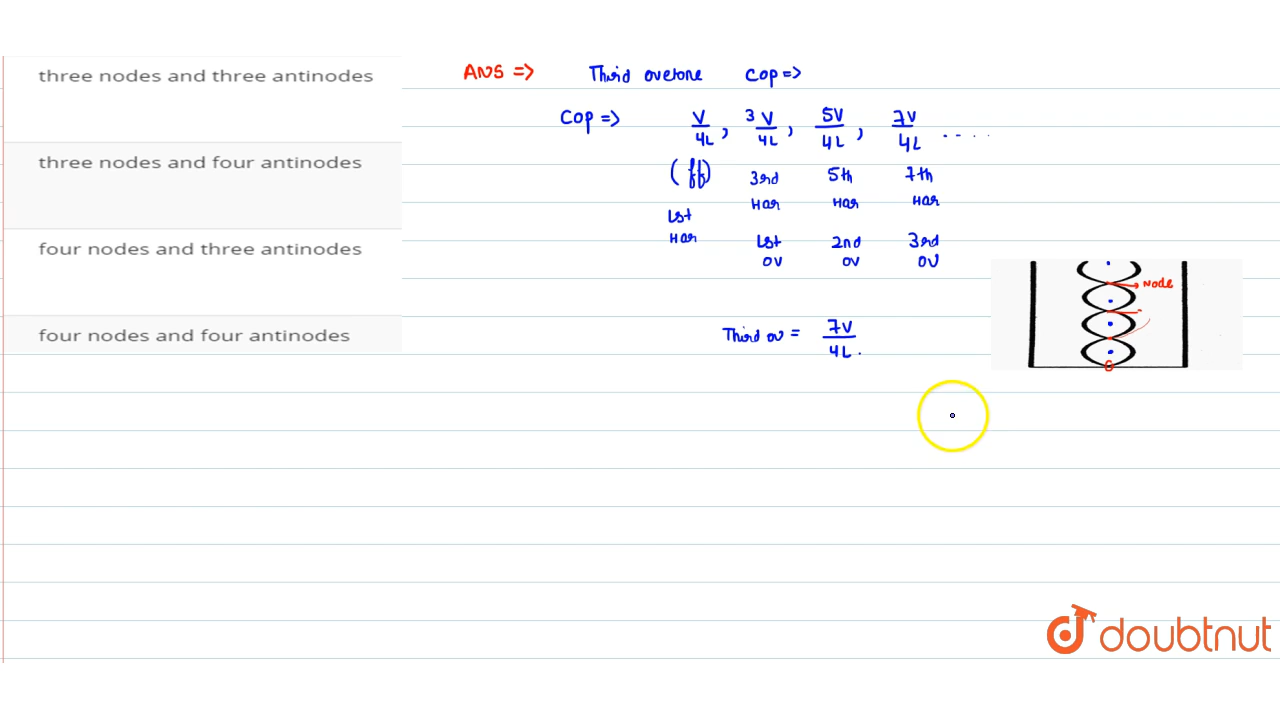 three nodes and three antinodes
three nodes and four antinodes
four nodes and three antinodes
four nodes and four antinodes
ANS => Third ovetone COP =>
COP => V/4L, 3V/4L, 5V/4L, 7V/4L .....
(ff) 3rd 5th 7th
Har Har Har
1st
Har 1st 2nd 3rd
OV OV OV
Node
Third ov = 7V/4L.
doubtnut